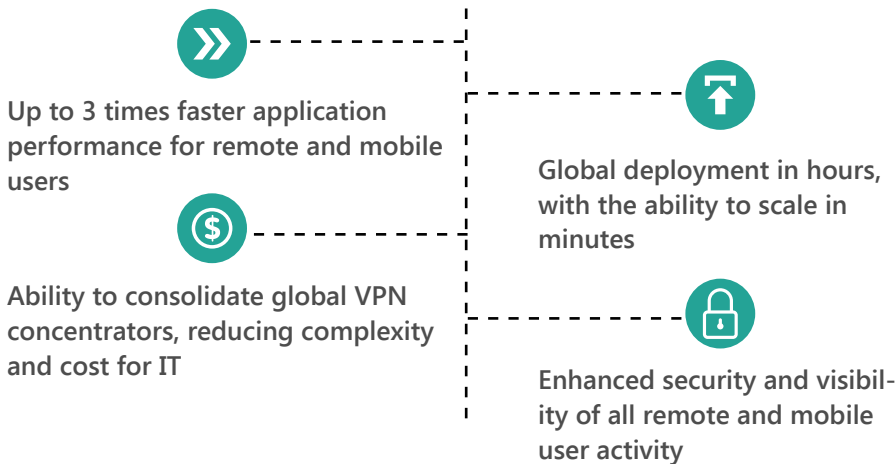 Up to 3 times faster application
performance for remote and mobile
users
Global deployment in hours,
with the ability to scale in
minutes
$
Ability to consolidate global VPN
concentrators, reducing complexity
and cost for IT
Enhanced security and visibil-
ity of all remote and mobile
user activity